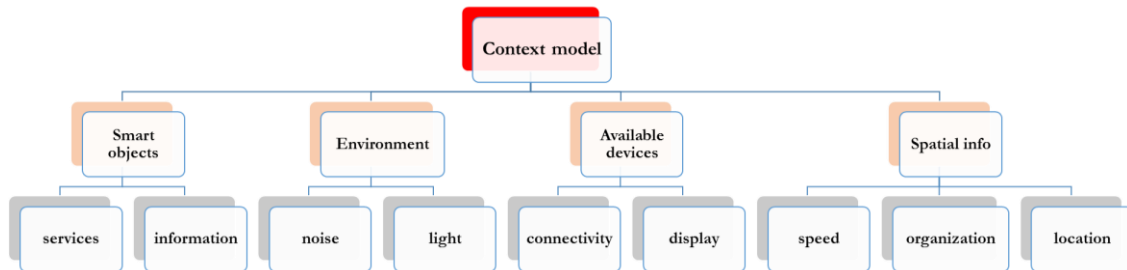 Context model
Smart
objects
Environment
Available
devices
Spatial info
services
information
noise
light
connectivity
display
speed
organization
location